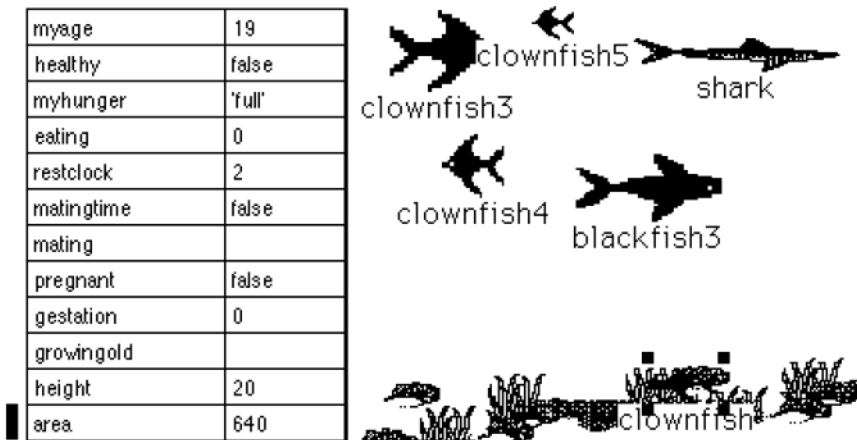 myage 19
healthy false
myhunger 'full'
eating 0
restclock 2
matingtime false
mating
pregnant false
gestation 0
growingold
height 20
area 640
clownfish5
clownfish3
shark
clownfish4
blackfish3
clownfish